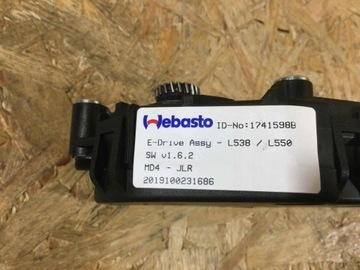 Webasto ID-No:1741598B
E-Drive Assy - L538 / L550
SW v1.6.2
MD4 - JLR
2019100231686